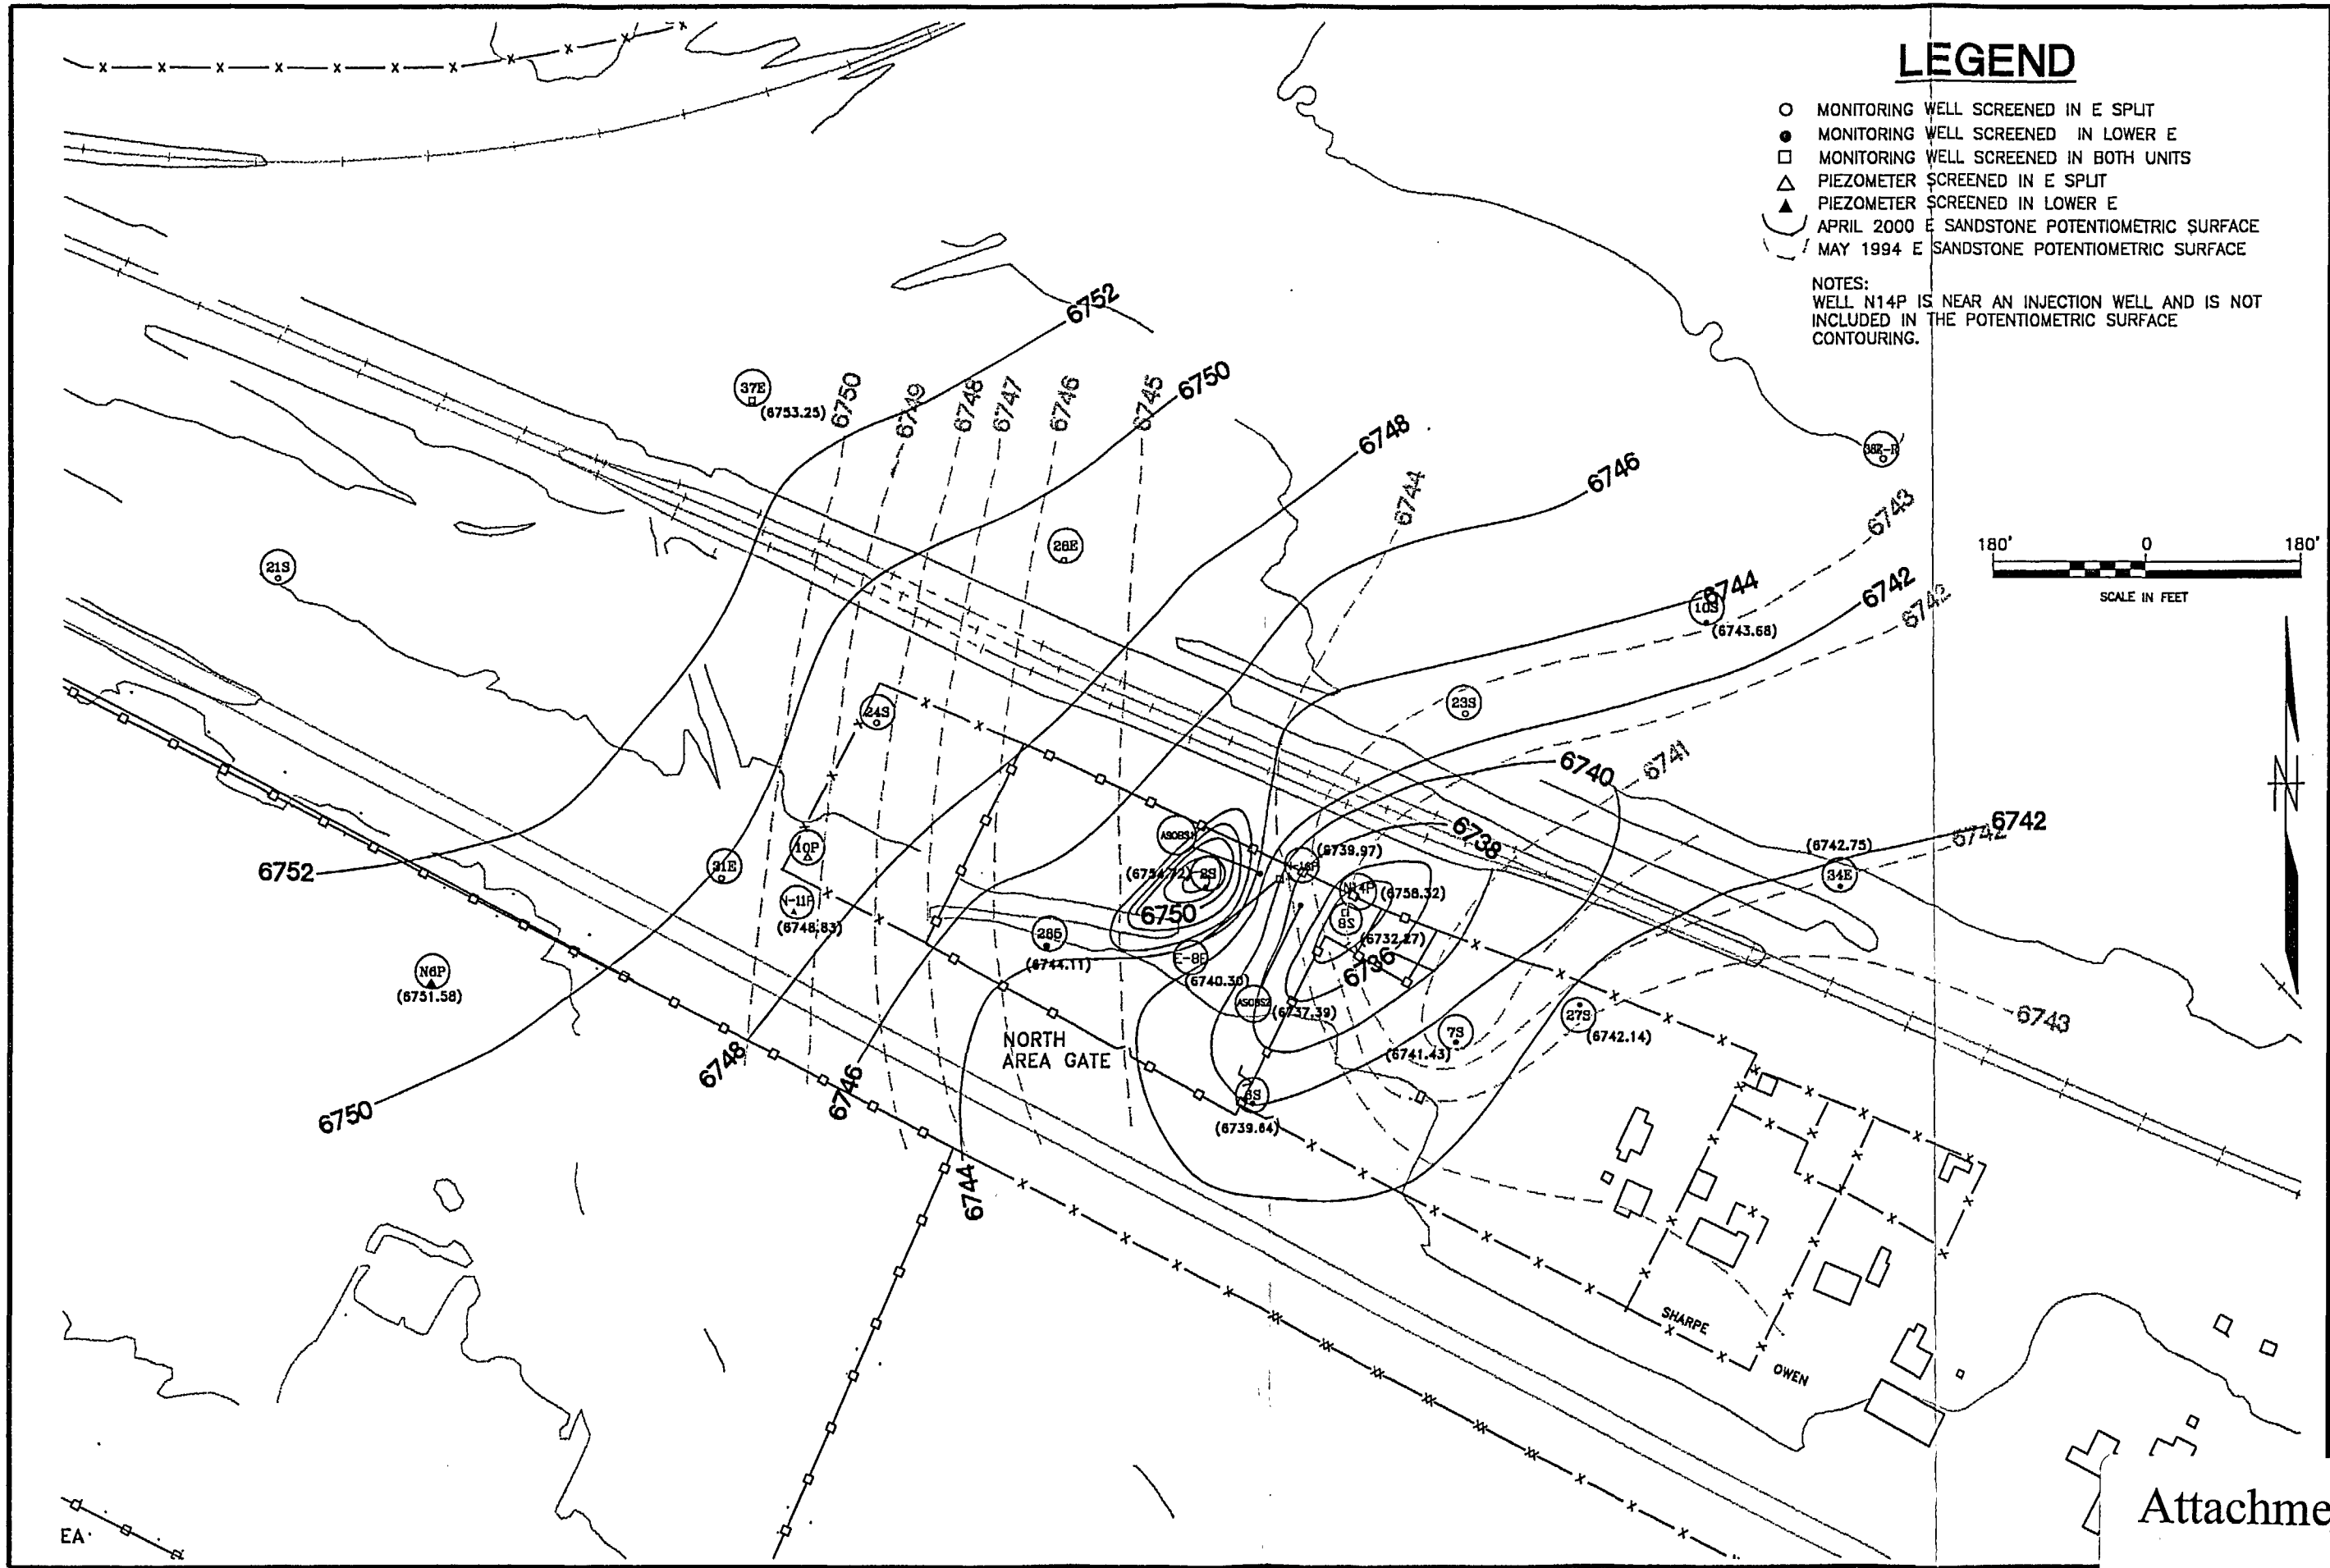 LEGEND
MONITORING WELL SCREENED IN E SPLIT
MONITORING WELL SCREENED IN LOWER E
MONITORING WELL SCREENED IN BOTH UNITS
PIEZOMETER SCREENED IN E SPLIT
PIEZOMETER SCREENED IN LOWER E
APRIL 2000 E SANDSTONE POTENTIOMETRIC SURFACE
MAY 1994 E SANDSTONE POTENTIOMETRIC SURFACE
NOTES:
WELL N14P IS NEAR AN INJECTION WELL AND IS NOT
INCLUDED IN THE POTENTIOMETRIC SURFACE
CONTOURING.
180' 0 180'
SCALE IN FEET
N
6752
6750
6748
6746
37E
(6753.25)
6750
6749
6748
6747
6746
6745
6744
6743
38E-R
6742
6742
6744
10S
(6743.68)
26E
21S
24S
23S
6740
6741
6738
6742
6742
(6742.75)
34E
10P
31E
N-11P
(6748.83)
6752
ASOBS1
2S
6750
(6739.97)
N14P
(6758.32)
8S
(6732.27)
6736
(6744.11)
E-8P
(6740.30)
ASOBS2
(6737.39)
7S
(6741.43)
27S
(6742.14)
6743
N6P
(6751.58)
NORTH
AREA GATE
6748
6746
6750
(6739.64)
6744
SHARPE
OWEN
EA
Attachme